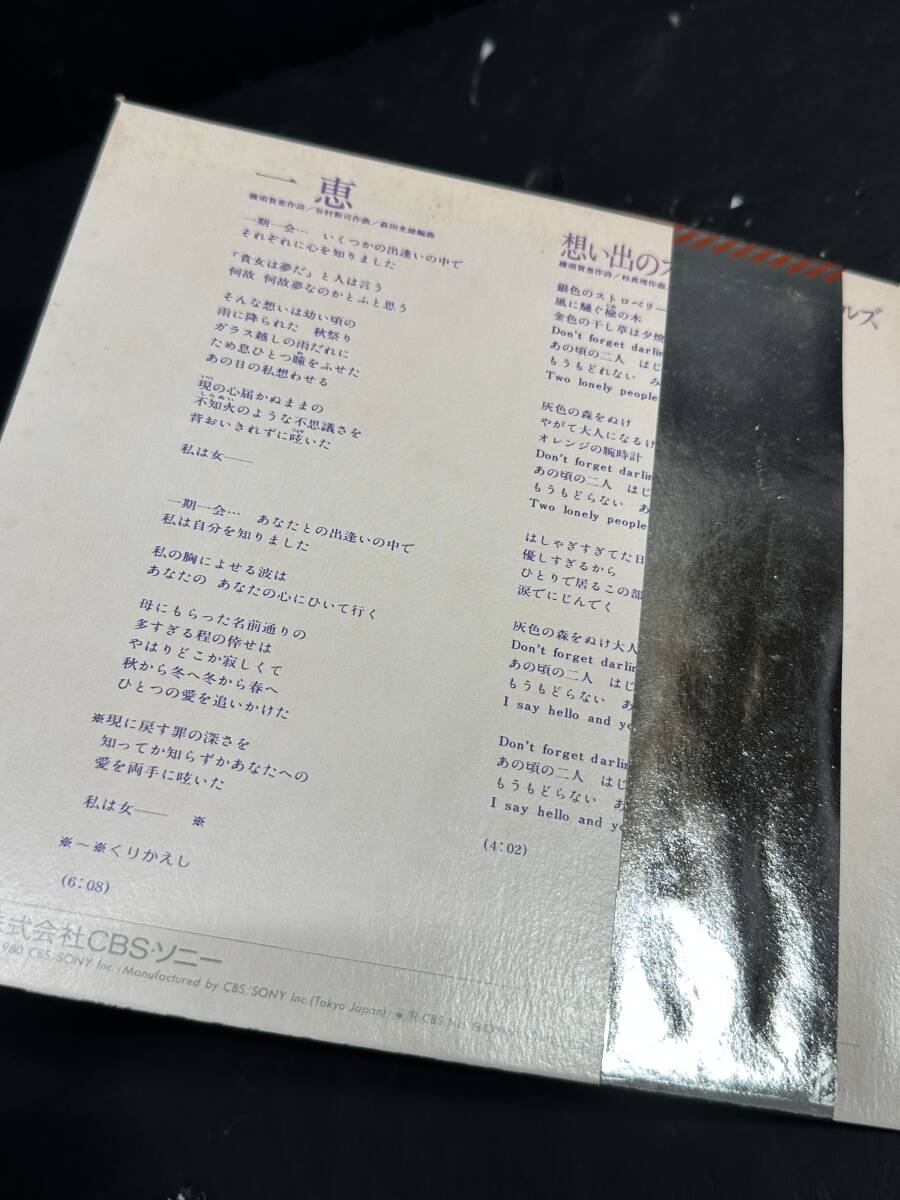 一恵
横須賀恵作詩／谷村新司作曲／萩田光雄編曲
一期一会… いくつかの出逢いの中で
それぞれに心を知りました
「貴女は夢だ」と人は言う
何故 何故夢なのかとふと思う
そんな想いは幼い頃の
雨に降られた 秋祭り
ガラス越しの雨だれに
ため息ひとつ瞳をふせた
あの日の私想わせる
現の心届かぬままの
不知火のような不思議さを
背おいきれずに呟いた
私は女――
一期一会… あなたとの出逢いの中で
私は自分を知りました
私の胸によせる波は
あなたの あなたの心にひいて行く
母にもらった名前通りの
多すぎる程の倖せは
やはりどこか寂しくて
秋から冬へ冬から春へ
ひとつの愛を追いかけた
※現に戻す罪の深さを
知ってか知らずかあなたへの
愛を両手に呟いた
私は女―― ※
※〜※くりかえし
(6:08)
想い出のス
ルズ
横須賀恵作詩／杉真理作曲
銀色のストロベリー
風に騒ぐ樅の木
金色の干し草は夕焼
Don't forget darlin
あの頃の二人 はじ
もうもどれない み
Two lonely people
灰色の森をぬけ
やがて大人になるけ
オレンジの腕時計
Don't forget darlin
あの頃の二人 はじ
もうもどらない あ
Two lonely people
はしゃぎすぎてた日
優しすぎるから
ひとりで居るこの部
涙でにじんでく
灰色の森をぬけ大人
Don't forget darlin
あの頃の二人 はじ
もうもどらない あ
I say hello and yo
Don't forget darlin
あの頃の二人 はじ
もうもどらない あ
I say hello and yo
(4:02)
式会社CBS・ソニー
1980 CBS/SONY Inc./Manufactured by CBS/SONY Inc.(Tokyo Japan)/